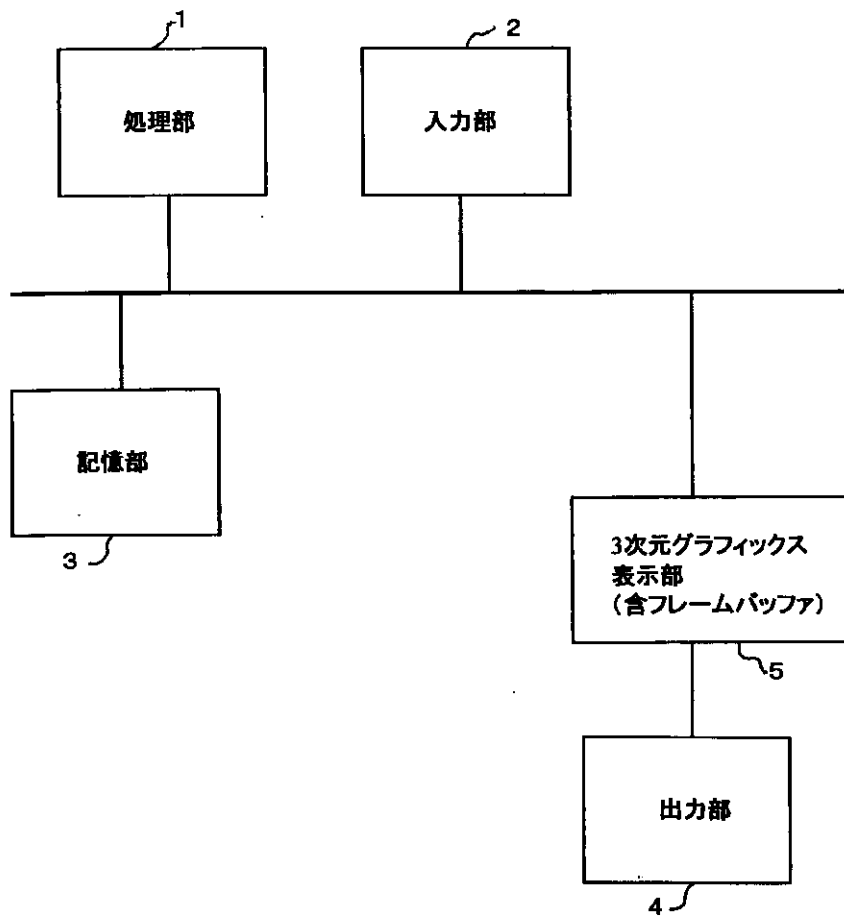 1
2
処理部
入力部
記憶部
3
3次元グラフィックス
表示部
(含フレームバッファ)
5
出力部
4